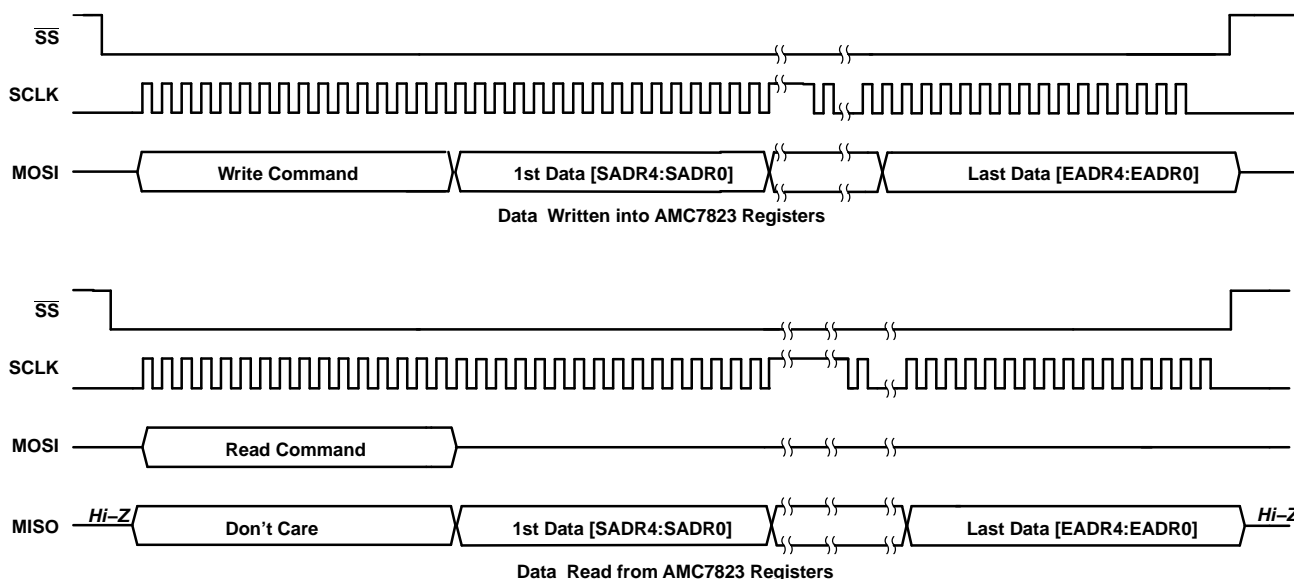 SS
SCLK
MOSI Write Command 1st Data [SADR4:SADR0] Last Data [EADR4:EADR0]
Data Written into AMC7823 Registers
SS
SCLK
MOSI Read Command
MISO Hi–Z Don't Care 1st Data [SADR4:SADR0] Last Data [EADR4:EADR0] Hi–Z
Data Read from AMC7823 Registers